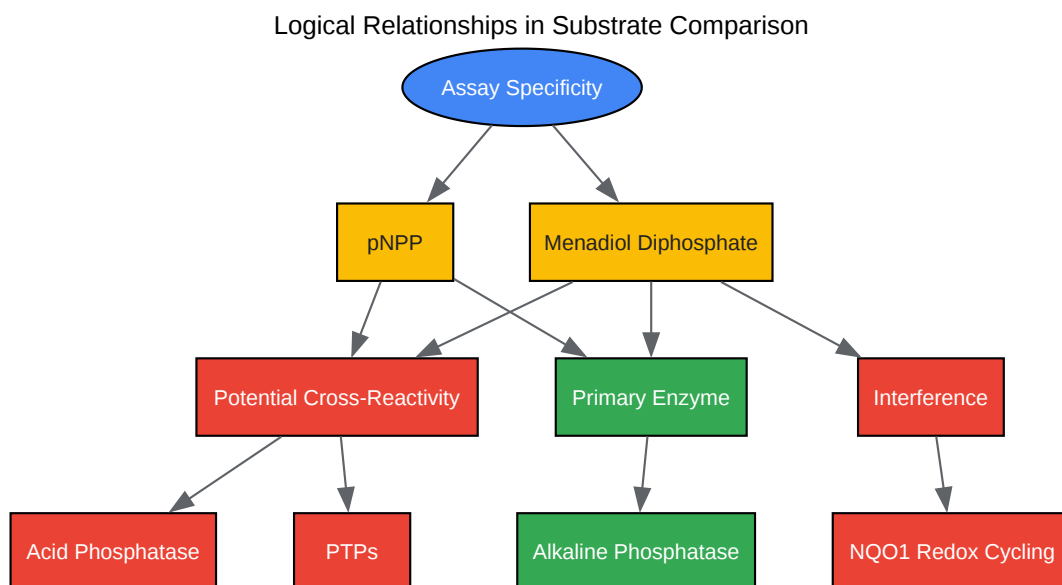 Logical Relationships in Substrate Comparison
Assay Specificity
pNPP
Menadiol Diphosphate
Potential Cross-Reactivity
Primary Enzyme
Interference
Acid Phosphatase
PTPs
Alkaline Phosphatase
NQO1 Redox Cycling